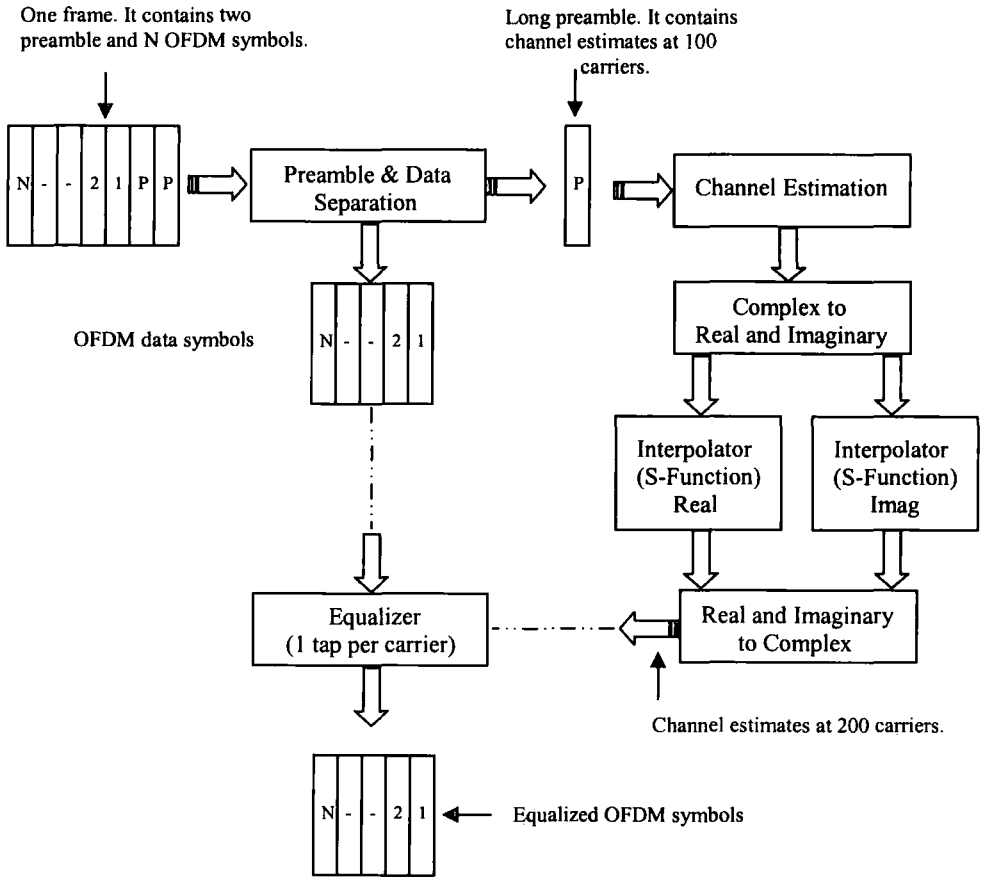 One frame. It contains two
preamble and N OFDM symbols.
Long preamble. It contains
channel estimates at 100
carriers.
N - - 2 1 P P
Preamble & Data
Separation
P
Channel Estimation
OFDM data symbols
N - - 2 1
Complex to
Real and Imaginary
Interpolator
(S-Function)
Real
Interpolator
(S-Function)
Imag
Equalizer
(1 tap per carrier)
Real and Imaginary
to Complex
Channel estimates at 200 carriers.
N - - 2 1
Equalized OFDM symbols